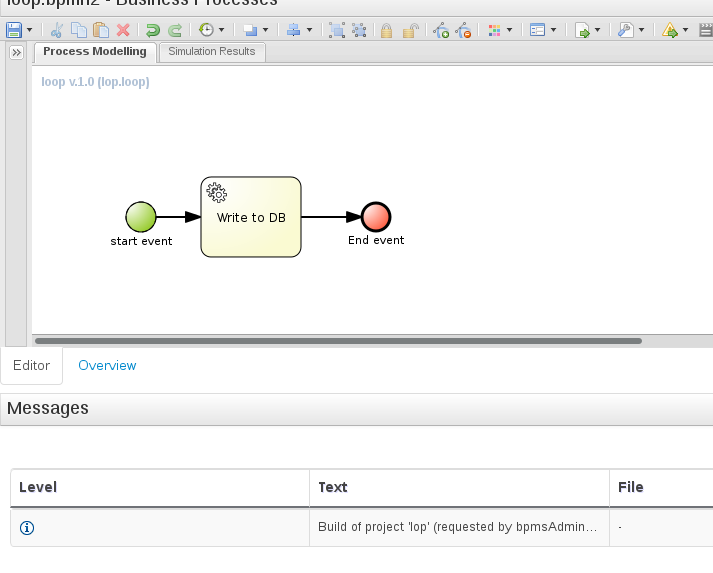 loop.bpmn2 - Business Processes
Process Modelling
Simulation Results
loop v.1.0 (lop.loop)
Write to DB
start event
End event
Editor
Overview
Messages
Level
Text
File
Build of project 'lop' (requested by bpmsAdmin...
-